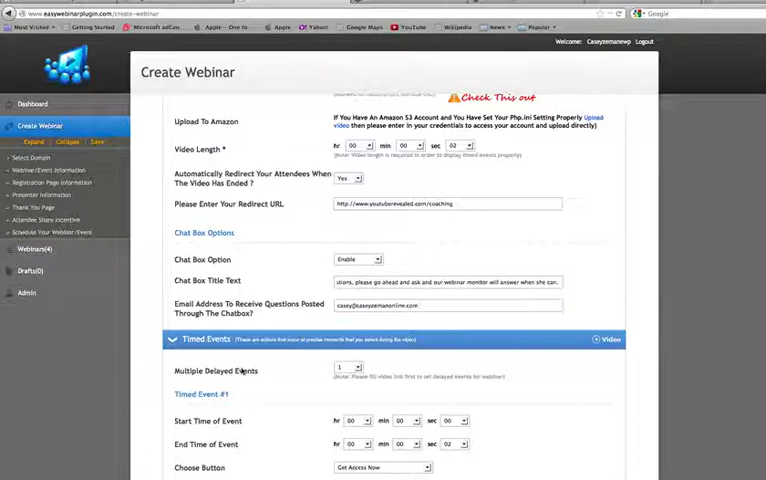 www.easywebinarplugin.com/create-webinar
Google
Most Visited Getting Started Microsoft adCen... Apple - One to ... Apple Yahoo! Google Maps YouTube Wikipedia News Popular
Welcome: Caseyzemanewp Logout
Create Webinar
Check This out
Dashboard
Create Webinar
Expand Collapse Save
Select Domain
Webinar/Event Information
Registration Page Information
Presenter Information
Thank You Page
Attendee Share Incentive
Schedule Your Webinar/Event
Webinars(4)
Drafts(0)
Admin
Upload To Amazon
If You Have An Amazon S3 Account and You Have Set Your Php.ini Setting Properly Upload
video then please enter in your credentials to access your account and upload directly)
Video Length * hr 00 min 00 sec 02
(Note: Video length is required in order to display timed events properly)
Automatically Redirect Your Attendees When
The Video Has Ended ? Yes
Please Enter Your Redirect URL http://www.youtuberevealed.com/coaching
Chat Box Options
Chat Box Option Enable
Chat Box Title Text stions, please go ahead and ask and our webinar monitor will answer when she can.
Email Address To Receive Questions Posted
Through The Chatbox? casey@caseyzemanonline.com
Timed Events (These are actions that occur at precise moments that you select during the video) Video
Multiple Delayed Events 1
(Note: Please fill video link first to set delayed events for webinar)
Timed Event #1
Start Time of Event hr 00 min 00 sec 00
End Time of Event hr 00 min 00 sec 02
Choose Button Get Access Now